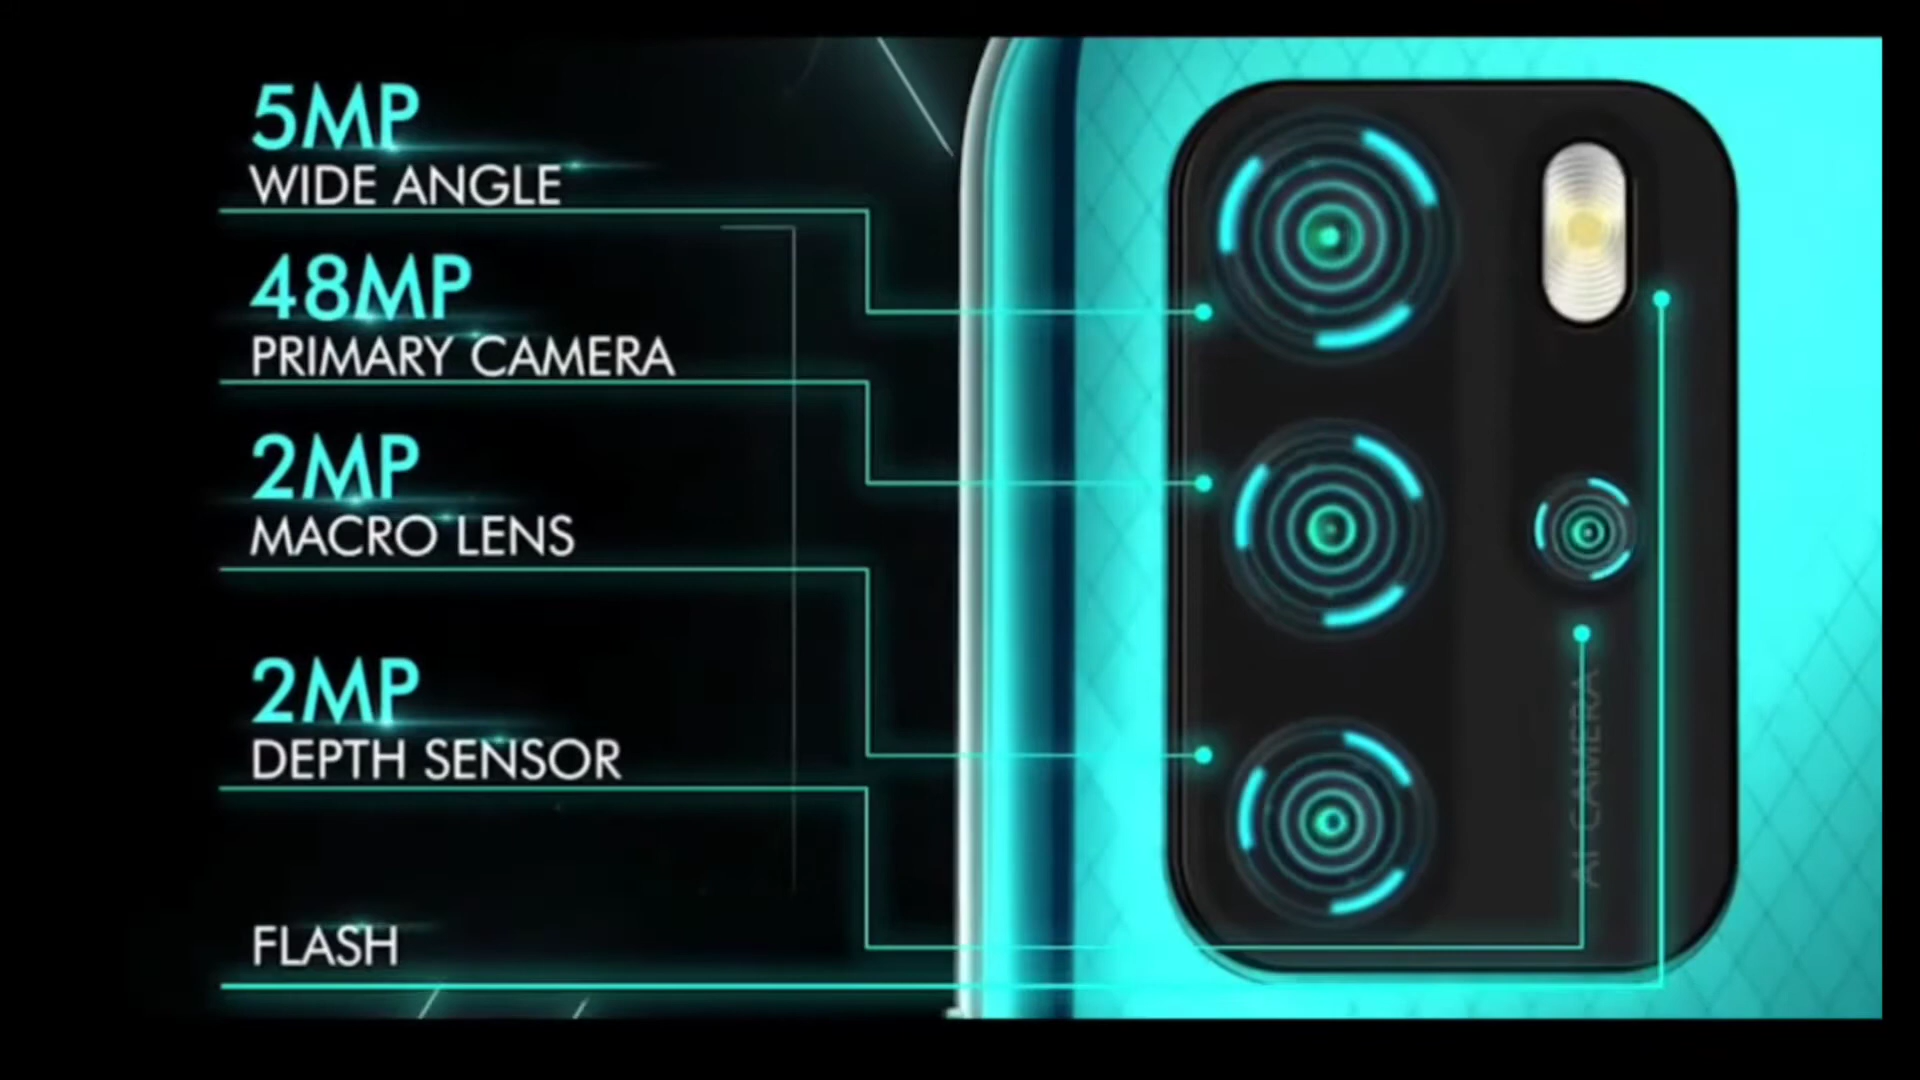 5MP
WIDE ANGLE
48MP
PRIMARY CAMERA
2MP
MACRO LENS
2MP
DEPTH SENSOR
FLASH
AI CAMERA